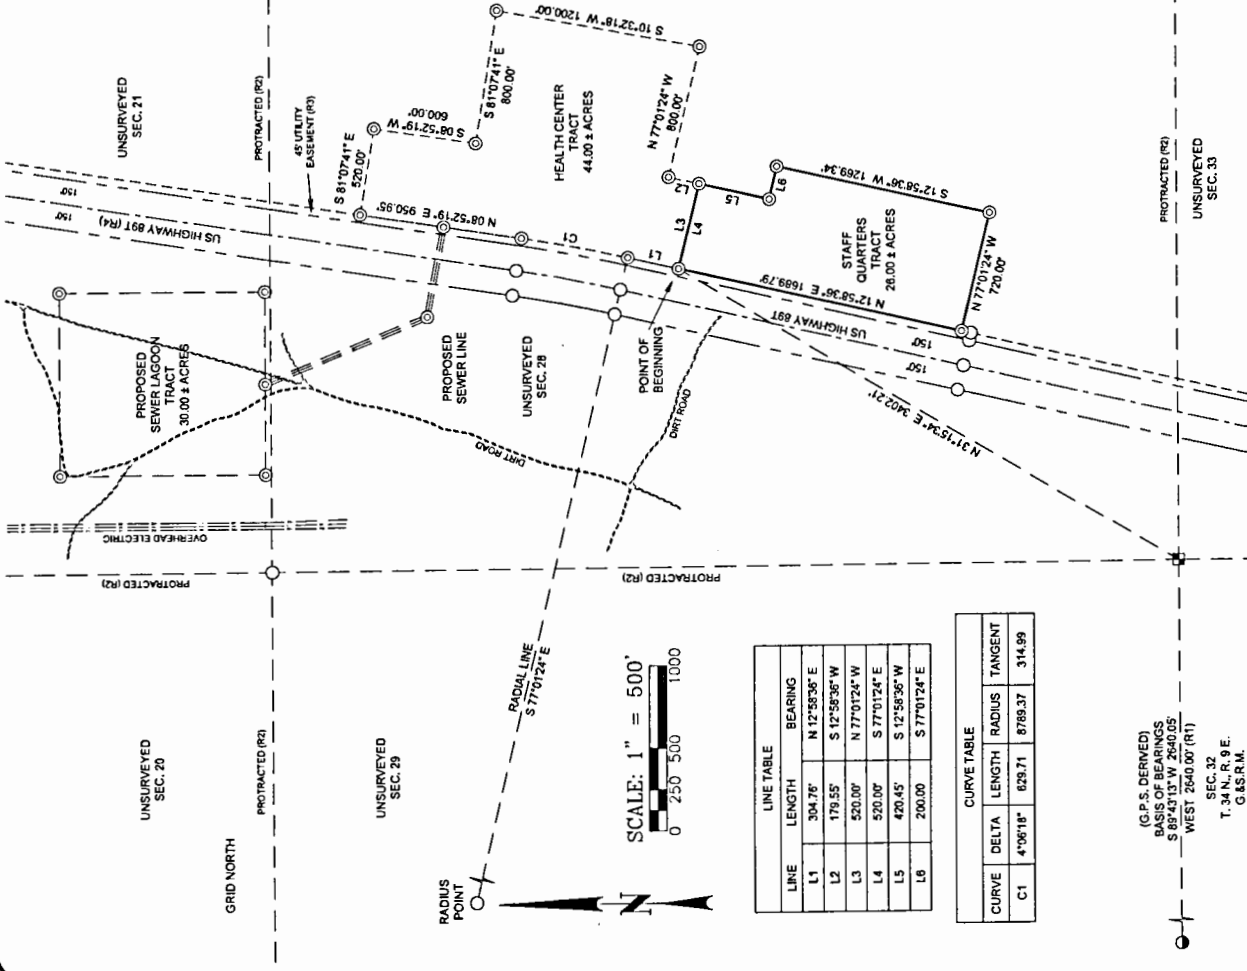 UNSURVEYED
SEC. 21
PROTRACTED (R2)
45' UTILITY
EASEMENT (R3)
S 81°07'41" E
520.00'
S 08°52'19" W
600.00'
S 81°07'41" E
800.00'
S 10°32'18" W 1200.00'
HEALTH CENTER
TRACT
44.00 ± ACRES
N 77°01'24" W
800.00'
150'
150'
US HIGHWAY 89T (R4)
N 08°52'19" E 950.95'
C1
L1
L2
L3
L4
L5
L6
S 12°58'36" W 1269.34'
STAFF
QUARTERS
TRACT
26.00 ± ACRES
N 77°01'24" W
720.00'
N 12°58'36" E 1689.79'
US HIGHWAY 89T
150'
150'
PROTRACTED (R2)
UNSURVEYED
SEC. 33
PROPOSED
SEWER LAGOON
TRACT
30.00 ± ACRES
PROPOSED
SEWER LINE
UNSURVEYED
SEC. 28
POINT OF
BEGINNING
DIRT ROAD
DIRT ROAD
N 31°15'34" E 3402.21'
OVERHEAD ELECTRIC
PROTRACTED (R2)
PROTRACTED (R2)
RADIAL LINE
S 77°01'24" E
UNSURVEYED
SEC. 20
PROTRACTED (R2)
UNSURVEYED
SEC. 29
GRID NORTH
RADIUS
POINT
N
SCALE: 1" = 500'
0 250 500 1000
LINE TABLE
LINE LENGTH BEARING
L1 304.76' N 12°58'36" E
L2 179.55' S 12°58'36" W
L3 520.00' N 77°01'24" W
L4 520.00' S 77°01'24" E
L5 420.45' S 12°58'36" W
L6 200.00 S 77°01'24" E
CURVE TABLE
CURVE DELTA LENGTH RADIUS TANGENT
C1 4°06'18" 629.71 8789.37 314.99
(G.P.S. DERIVED)
BASIS OF BEARINGS
S 89°43'13" W 2640.05'
WEST 2640.00' (R1)
SEC. 32
T. 34 N., R. 9 E.
G.&S.R.M.